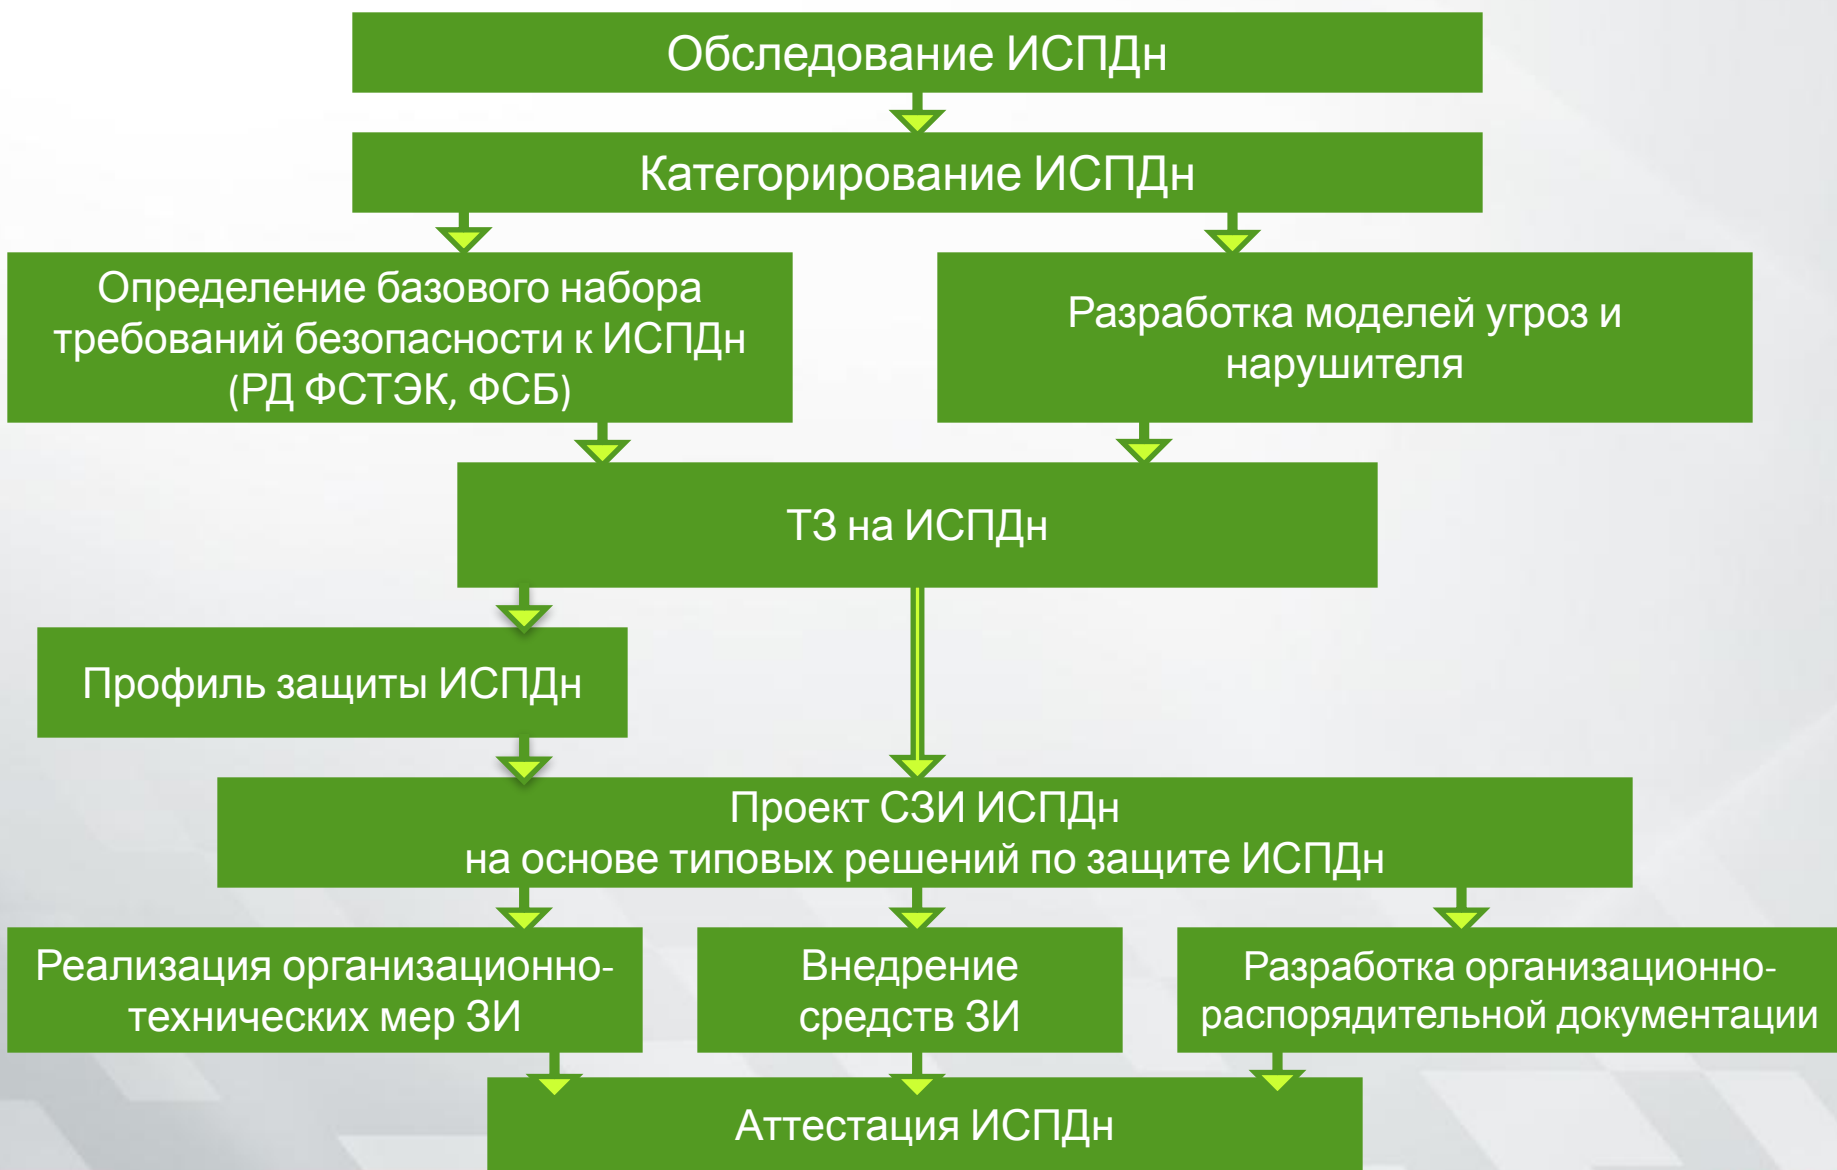 Обследование ИСПДн
Категорирование ИСПДн
Определение базового набора
требований безопасности к ИСПДн
(РД ФСТЭК, ФСБ)
Разработка моделей угроз и
нарушителя
ТЗ на ИСПДн
Профиль защиты ИСПДн
Проект СЗИ ИСПДн
на основе типовых решений по защите ИСПДн
Реализация организационно-
технических мер ЗИ
Внедрение
средств ЗИ
Разработка организационно-
распорядительной документации
Аттестация ИСПДн